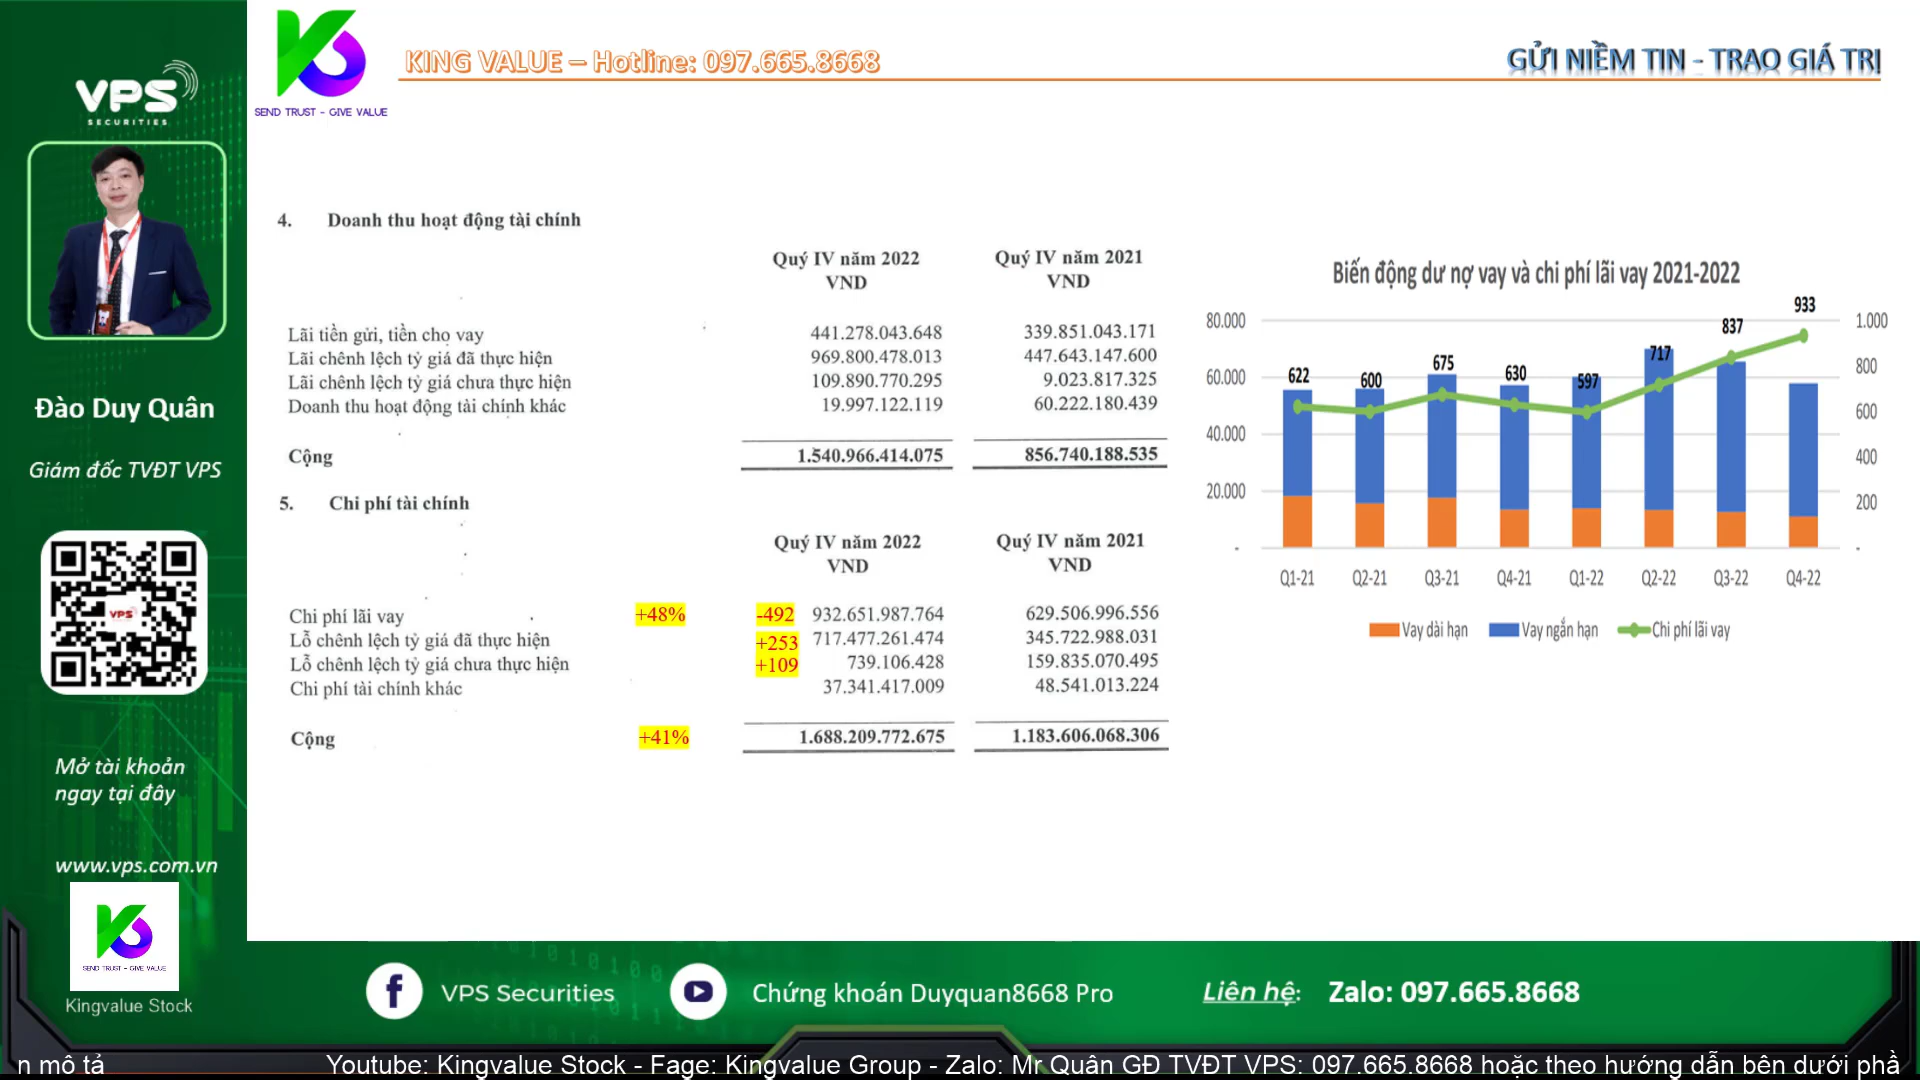 VPS
SECURITIES
Đào Duy Quân
Giám đốc TVĐT VPS
VPS
Mở tài khoản
ngay tại đây
www.vps.com.vn
SEND TRUST - GIVE VALUE
Kingvalue Stock
SEND TRUST - GIVE VALUE
KING VALUE – Hotline: 097.665.8668
GỬI NIỀM TIN - TRAO GIÁ TRỊ
4. Doanh thu hoạt động tài chính
Quý IV năm 2022 Quý IV năm 2021
VND VND
Lãi tiền gửi, tiền cho vay 441.278.043.648 339.851.043.171
Lãi chênh lệch tỷ giá đã thực hiện 969.800.478.013 447.643.147.600
Lãi chênh lệch tỷ giá chưa thực hiện 109.890.770.295 9.023.817.325
Doanh thu hoạt động tài chính khác 19.997.122.119 60.222.180.439
Cộng 1.540.966.414.075 856.740.188.535
5. Chi phí tài chính
Quý IV năm 2022 Quý IV năm 2021
VND VND
Chi phí lãi vay +48% -492 932.651.987.764 629.506.996.556
Lỗ chênh lệch tỷ giá đã thực hiện +253 717.477.261.474 345.722.988.031
Lỗ chênh lệch tỷ giá chưa thực hiện +109 739.106.428 159.835.070.495
Chi phí tài chính khác 37.341.417.009 48.541.013.224
Cộng +41% 1.688.209.772.675 1.183.606.068.306
Biến động dư nợ vay và chi phí lãi vay 2021-2022
80.000
60.000
40.000
20.000
-
622 600 675 630 597 717 837 933
1.000
800
600
400
200
-
Q1-21 Q2-21 Q3-21 Q4-21 Q1-22 Q2-22 Q3-22 Q4-22
Vay dài hạn Vay ngắn hạn Chi phí lãi vay
VPS Securities Chứng khoán Duyquan8668 Pro Liên hệ: Zalo: 097.665.8668
n mô tả Youtube: Kingvalue Stock - Fage: Kingvalue Group - Zalo: Mr Quân GĐ TVĐT VPS: 097.665.8668 hoặc theo hướng dẫn bên dưới phầ